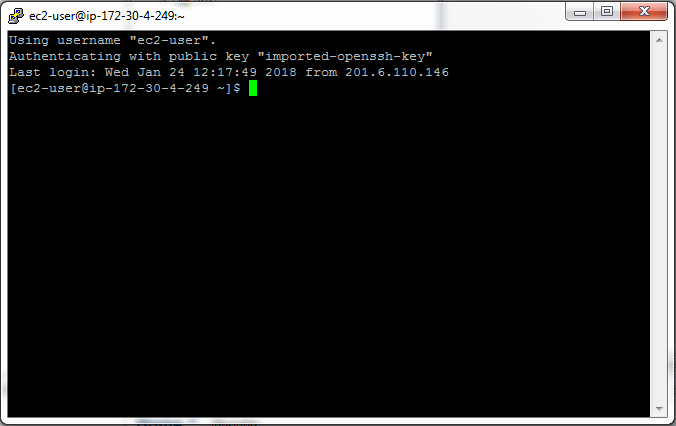 ec2-user@ip-172-30-4-249:~
Using username "ec2-user".
Authenticating with public key "imported-openssh-key"
Last login: Wed Jan 24 12:17:49 2018 from 201.6.110.146
[ec2-user@ip-172-30-4-249 ~]$